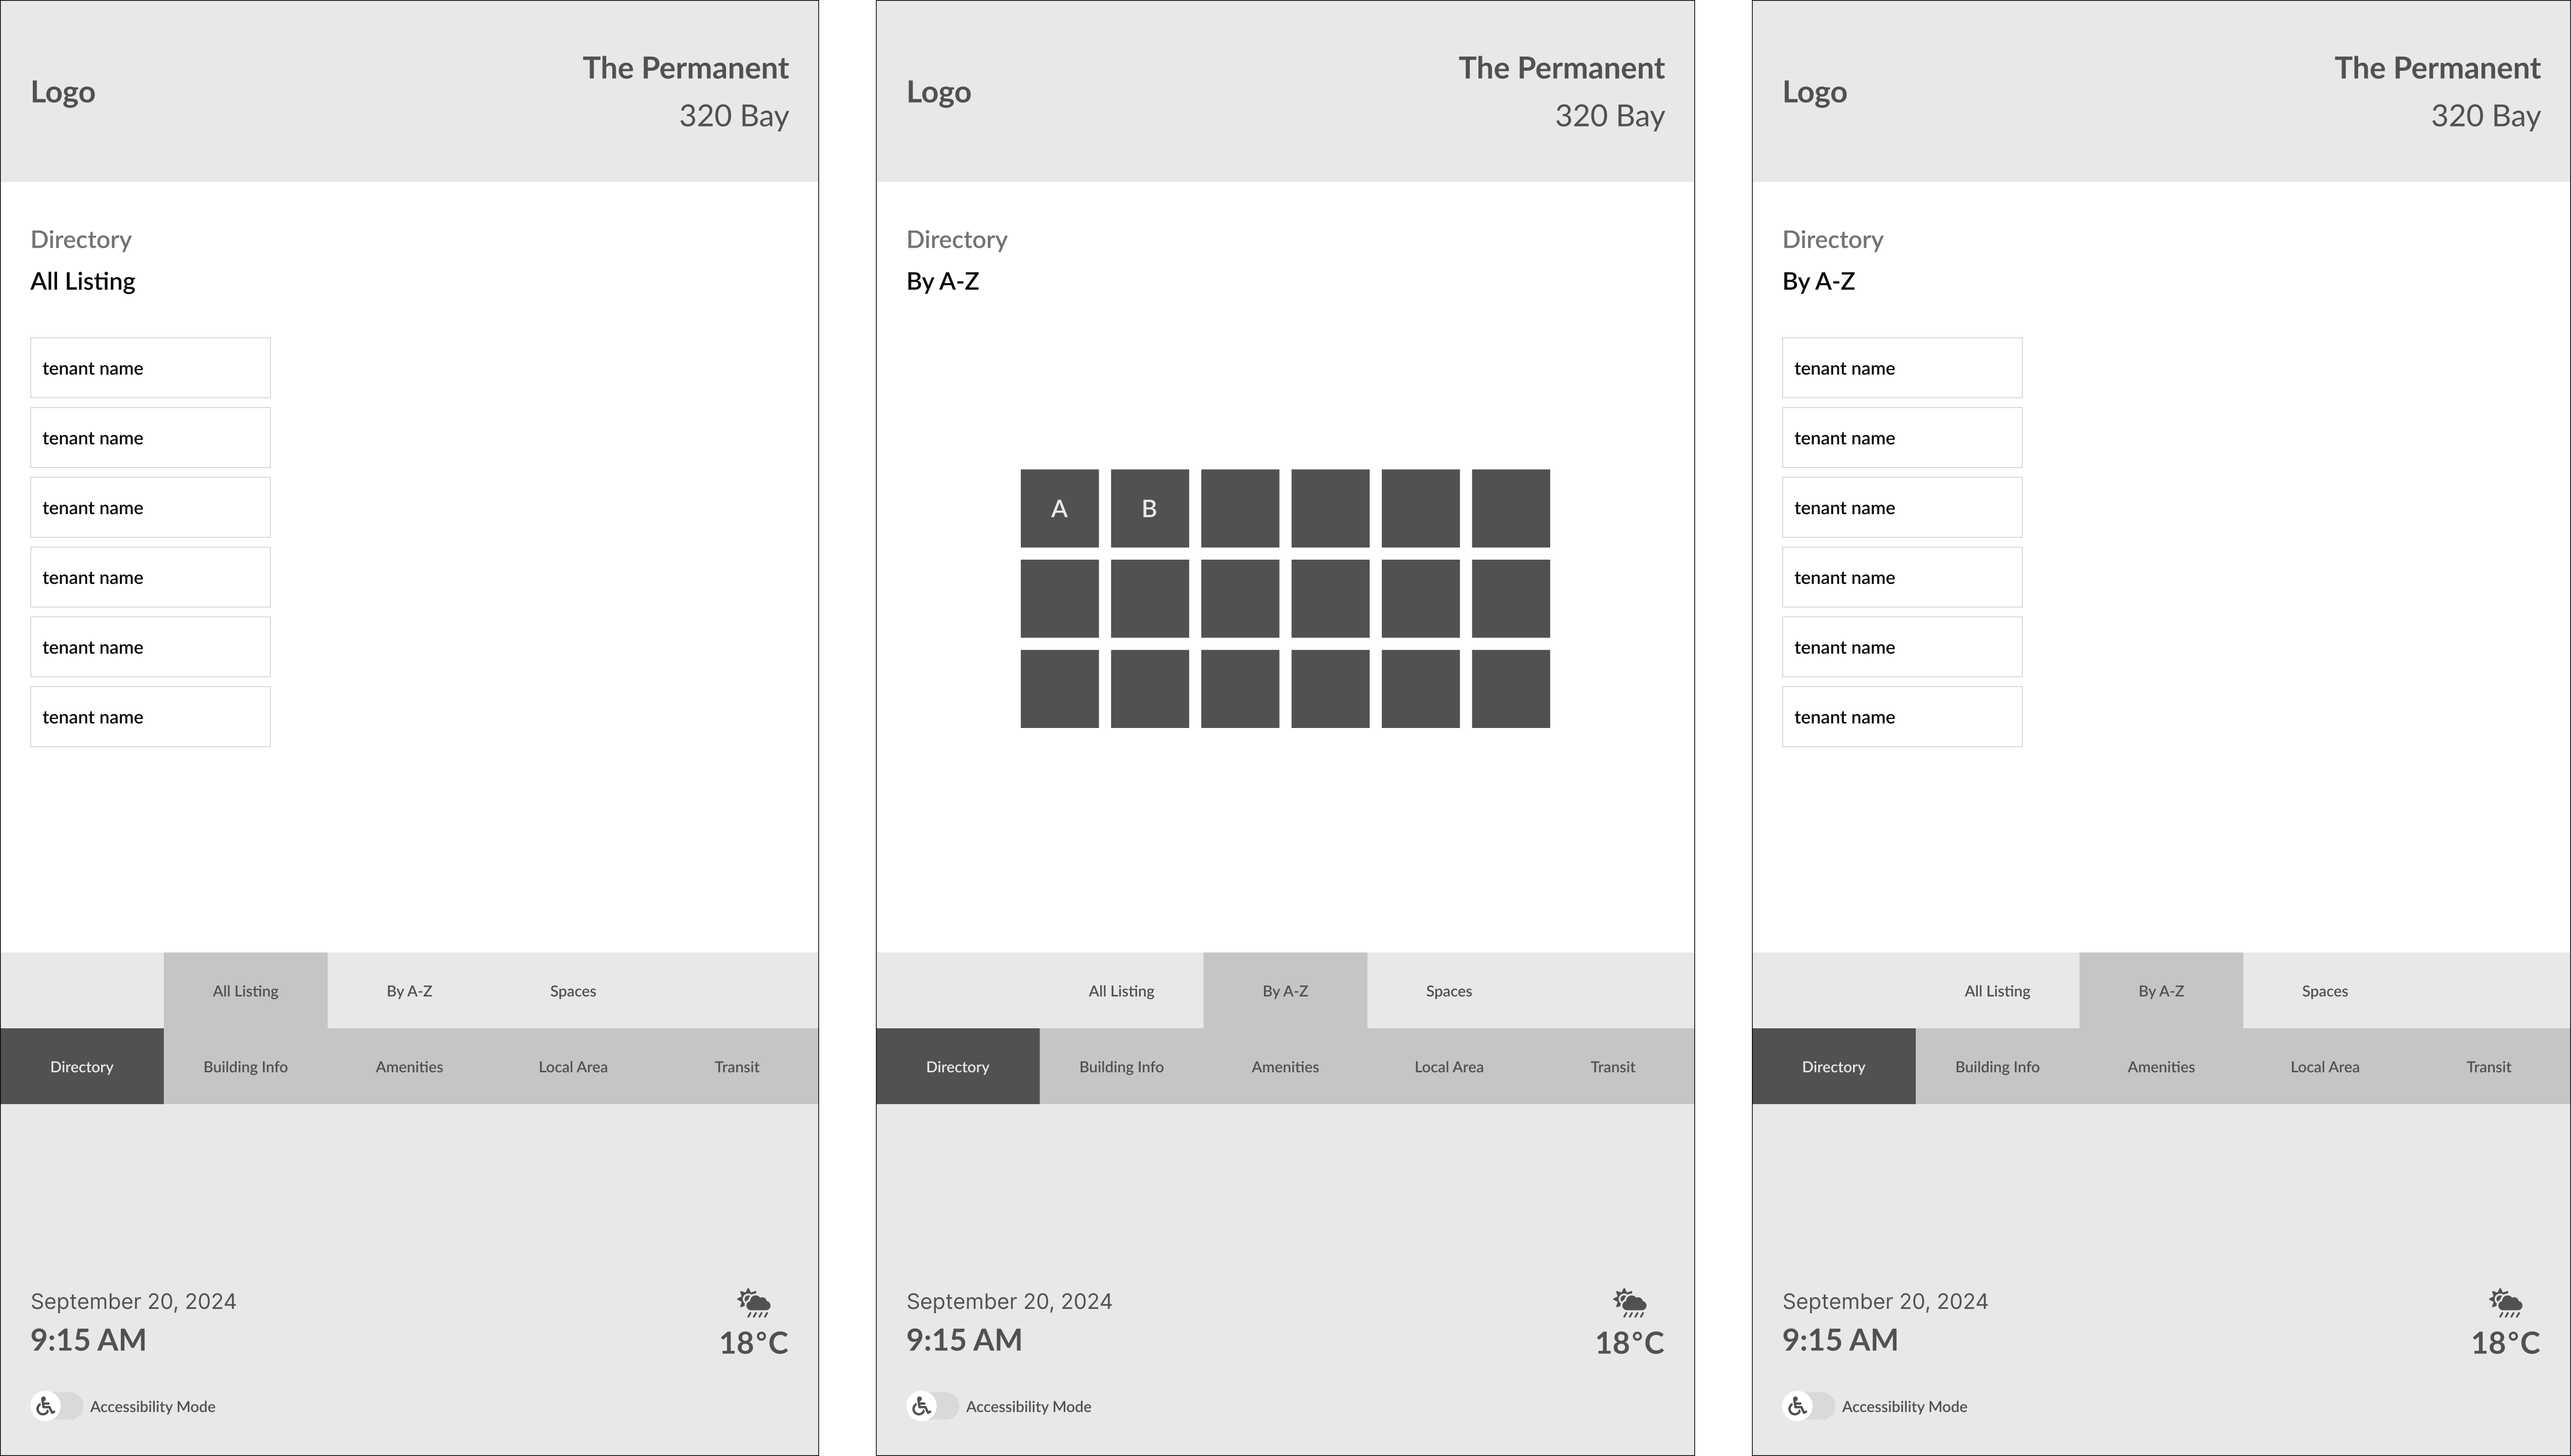 Logo
The Permanent
320 Bay
Directory
All Listing
tenant name
tenant name
tenant name
tenant name
tenant name
tenant name
All Listing By A-Z Spaces
Directory Building Info Amenities Local Area Transit
September 20, 2024
9:15 AM
18°C
Accessibility Mode
Logo
The Permanent
320 Bay
Directory
By A-Z
A B
All Listing By A-Z Spaces
Directory Building Info Amenities Local Area Transit
September 20, 2024
9:15 AM
18°C
Accessibility Mode
Logo
The Permanent
320 Bay
Directory
By A-Z
tenant name
tenant name
tenant name
tenant name
tenant name
tenant name
All Listing By A-Z Spaces
Directory Building Info Amenities Local Area Transit
September 20, 2024
9:15 AM
18°C
Accessibility Mode